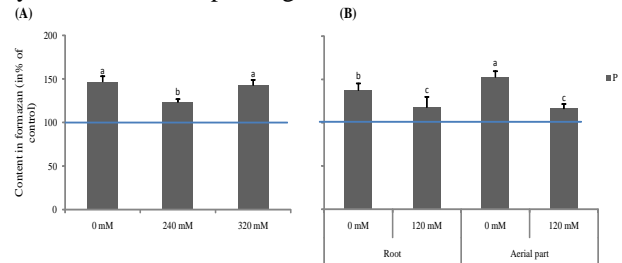 (A) (B)
Content in formazan (in% of control)
200
150
100
50
0
a
b
a
0 mM 240 mM 320 mM
b
c
a
c
0 mM 120 mM 0 mM 120 mM
Root Aerial part
P